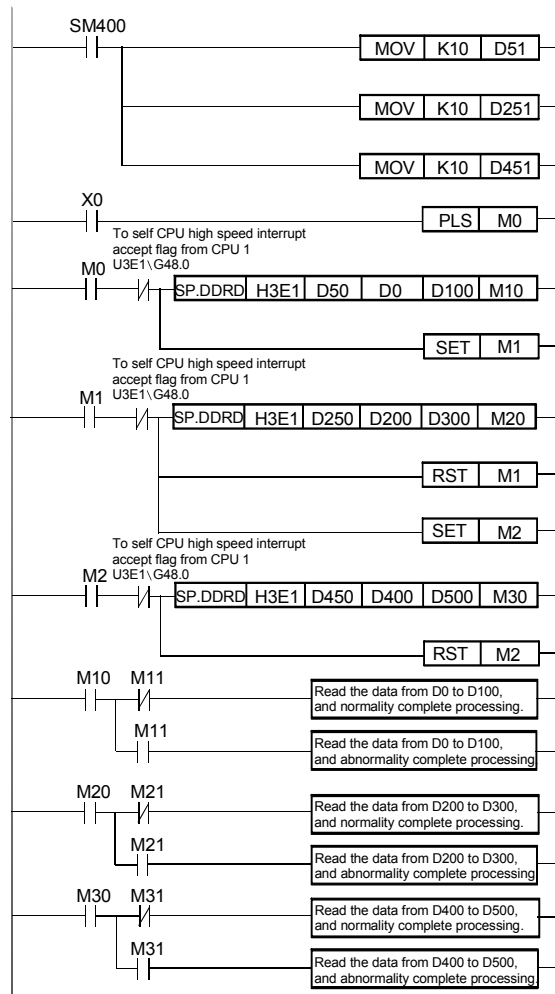 SM400
MOV K10 D51
MOV K10 D251
MOV K10 D451
X0
PLS M0
To self CPU high speed interrupt
accept flag from CPU 1
U3E1\G48.0
M0
SP.DDRD H3E1 D50 D0 D100 M10
SET M1
To self CPU high speed interrupt
accept flag from CPU 1
U3E1\G48.0
M1
SP.DDRD H3E1 D250 D200 D300 M20
RST M1
SET M2
To self CPU high speed interrupt
accept flag from CPU 1
M2 U3E1\G48.0
SP.DDRD H3E1 D450 D400 D500 M30
RST M2
M10 M11
Read the data from D0 to D100,
and normality complete processing.
M11
Read the data from D0 to D100,
and abnormality complete processing
M20 M21
Read the data from D200 to D300,
and normality complete processing.
M21
Read the data from D200 to D300,
and abnormality complete processing
M30 M31
Read the data from D400 to D500,
and normality complete processing.
M31
Read the data from D400 to D500,
and abnormality complete processing.